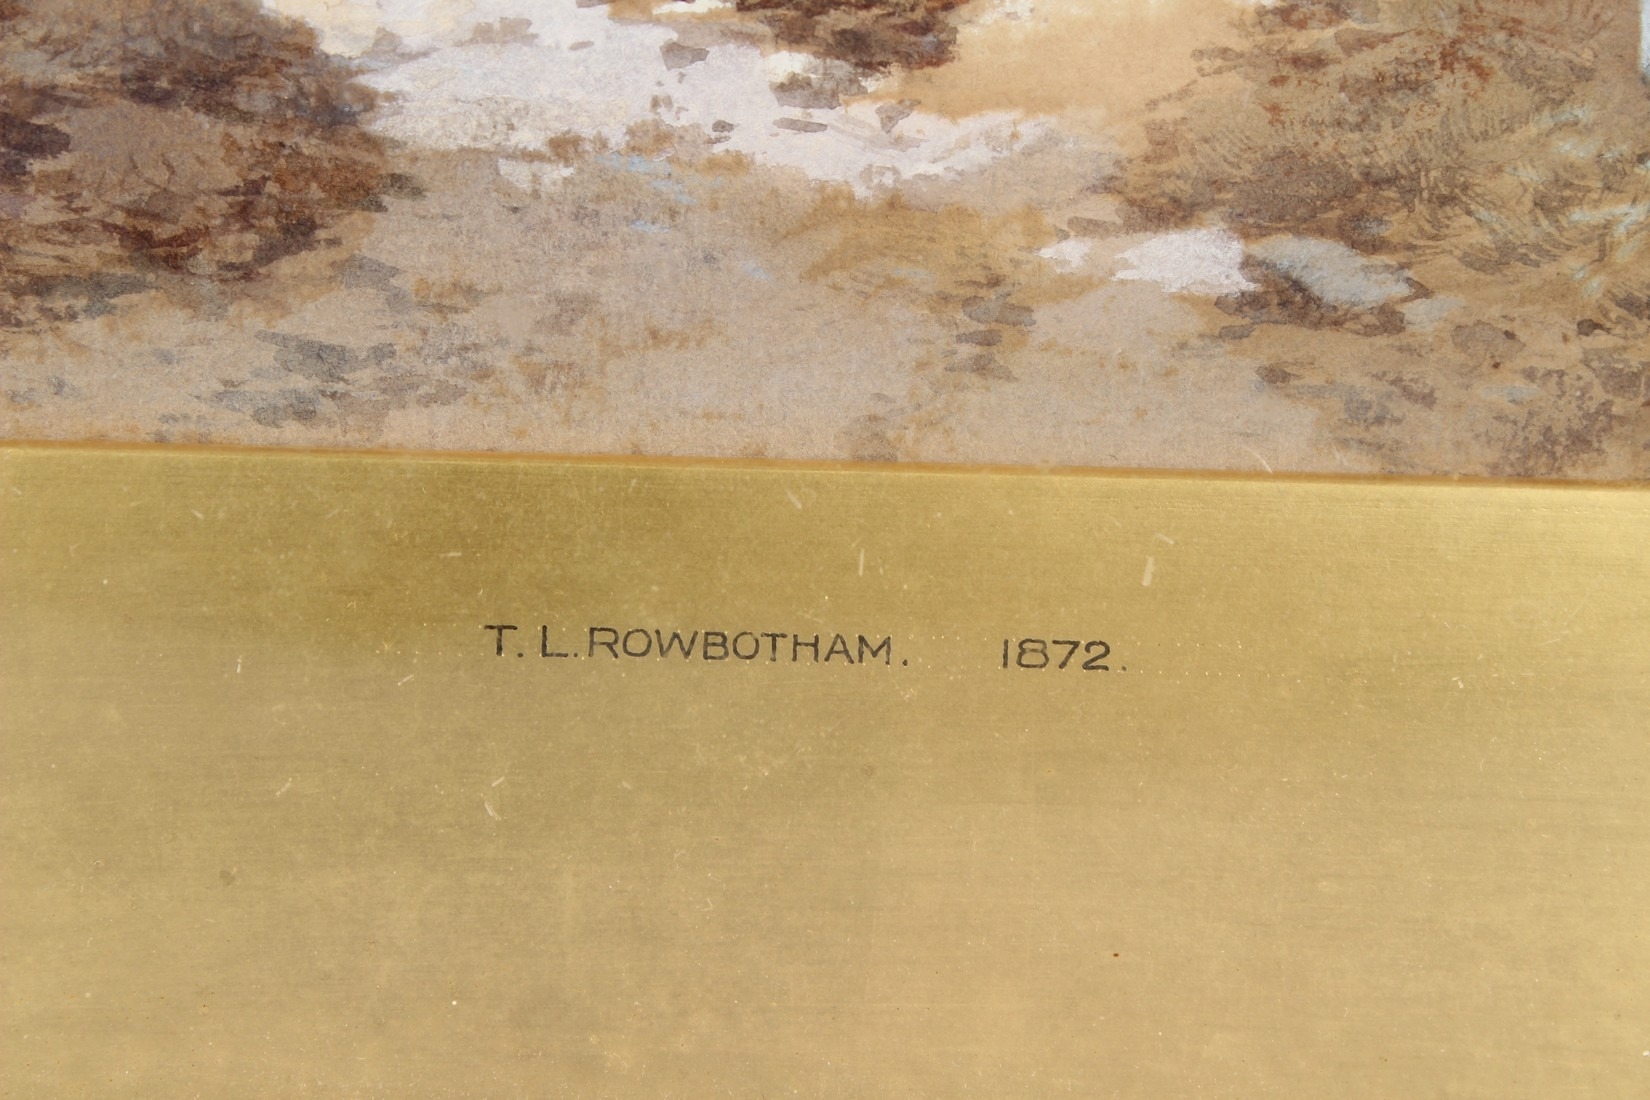 T. L. ROWBOTHAM. 1872.